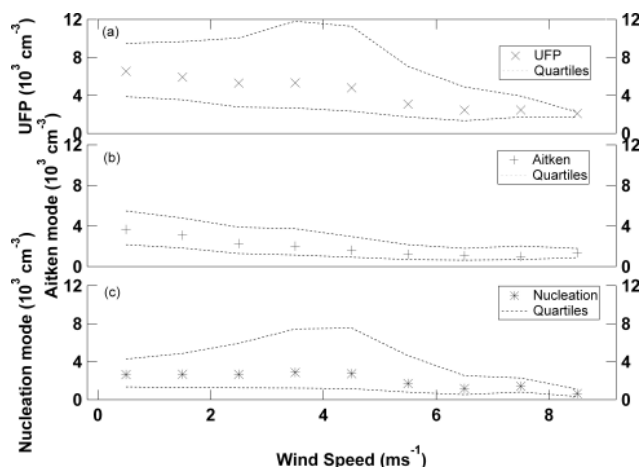 12
8
4
0
UFP (10³ cm⁻³)
(a)
UFP
Quartiles
12
8
4
0
12
8
4
0
Aitken mode (10³ cm⁻³)
(b)
Aitken
Quartiles
12
8
4
0
12
8
4
0
Nucleation mode (10³ cm⁻³)
(c)
Nucleation
Quartiles
12
8
4
0
0 2 4 6 8
Wind Speed (ms⁻¹)